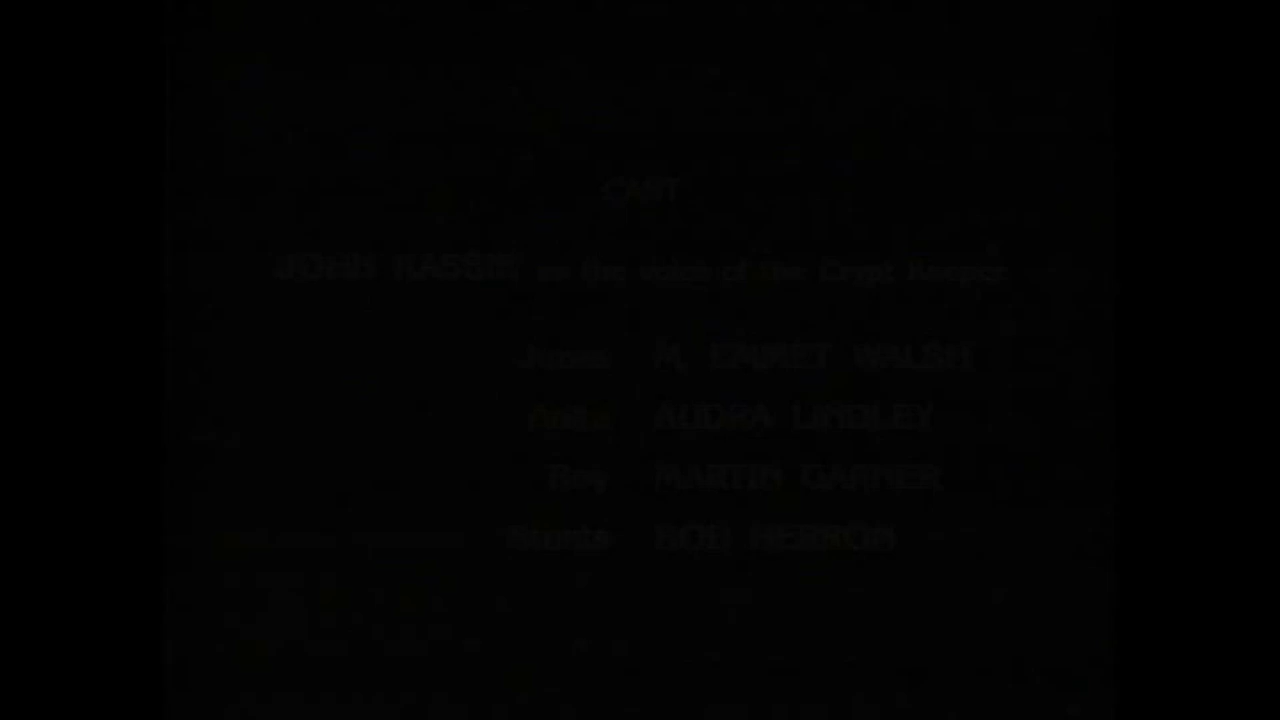 CAST
JOHN KASSIR as the voice of the Crypt Keeper
M. EMMET WALSH
Anita AUDRA LINDLEY
Roy MARTIN GARNER
Stunts BOB HERRON